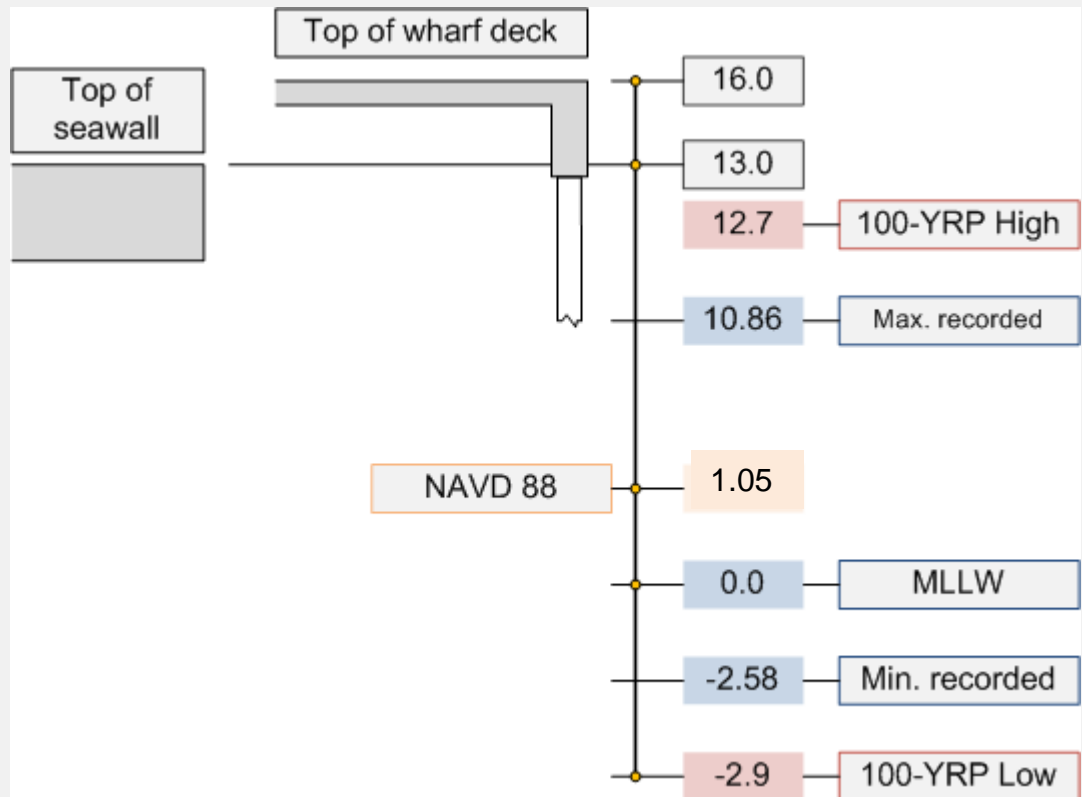 Top of wharf deck
16.0
Top of
seawall
13.0
12.7
100-YRP High
10.86
Max. recorded
NAVD 88
1.05
0.0
MLLW
-2.58
Min. recorded
-2.9
100-YRP Low